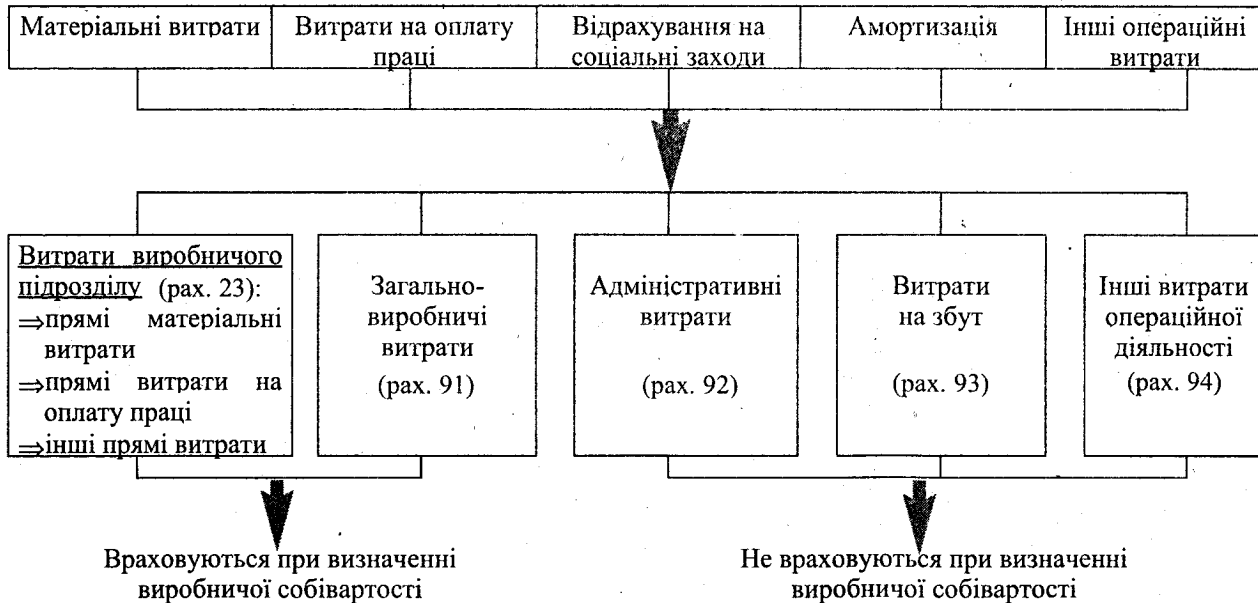 Матеріальні витрати
Витрати на оплату
праці
Відрахування на
соціальні заходи
Амортизація
Інші операційні
витрати
Витрати виробничого
підрозділу (рах. 23):
⇒прямі матеріальні
витрати
⇒прямі витрати на
оплату праці
⇒інші прямі витрати
Загально-
виробничі
витрати
(рах. 91)
Адміністративні
витрати
(рах. 92)
Витрати
на збут
(рах. 93)
Інші витрати
операційної
діяльності
(рах. 94)
Враховуються при визначенні
виробничої собівартості
Не враховуються при визначенні
виробничої собівартості